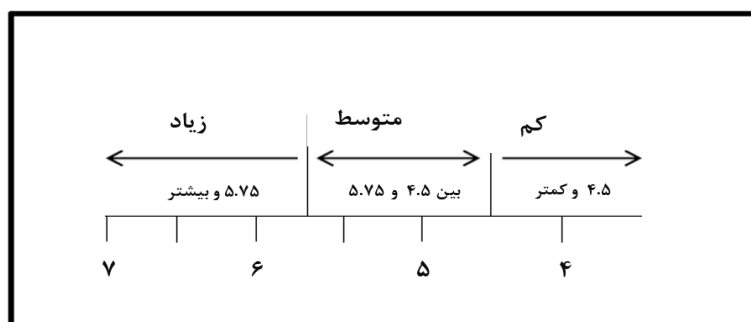 کم متوسط زیاد
۴.۵ و کمتر بین ۴.۵ و ۵.۷۵ ۵.۷۵ و بیشتر
۴ ۵ ۶ ۷